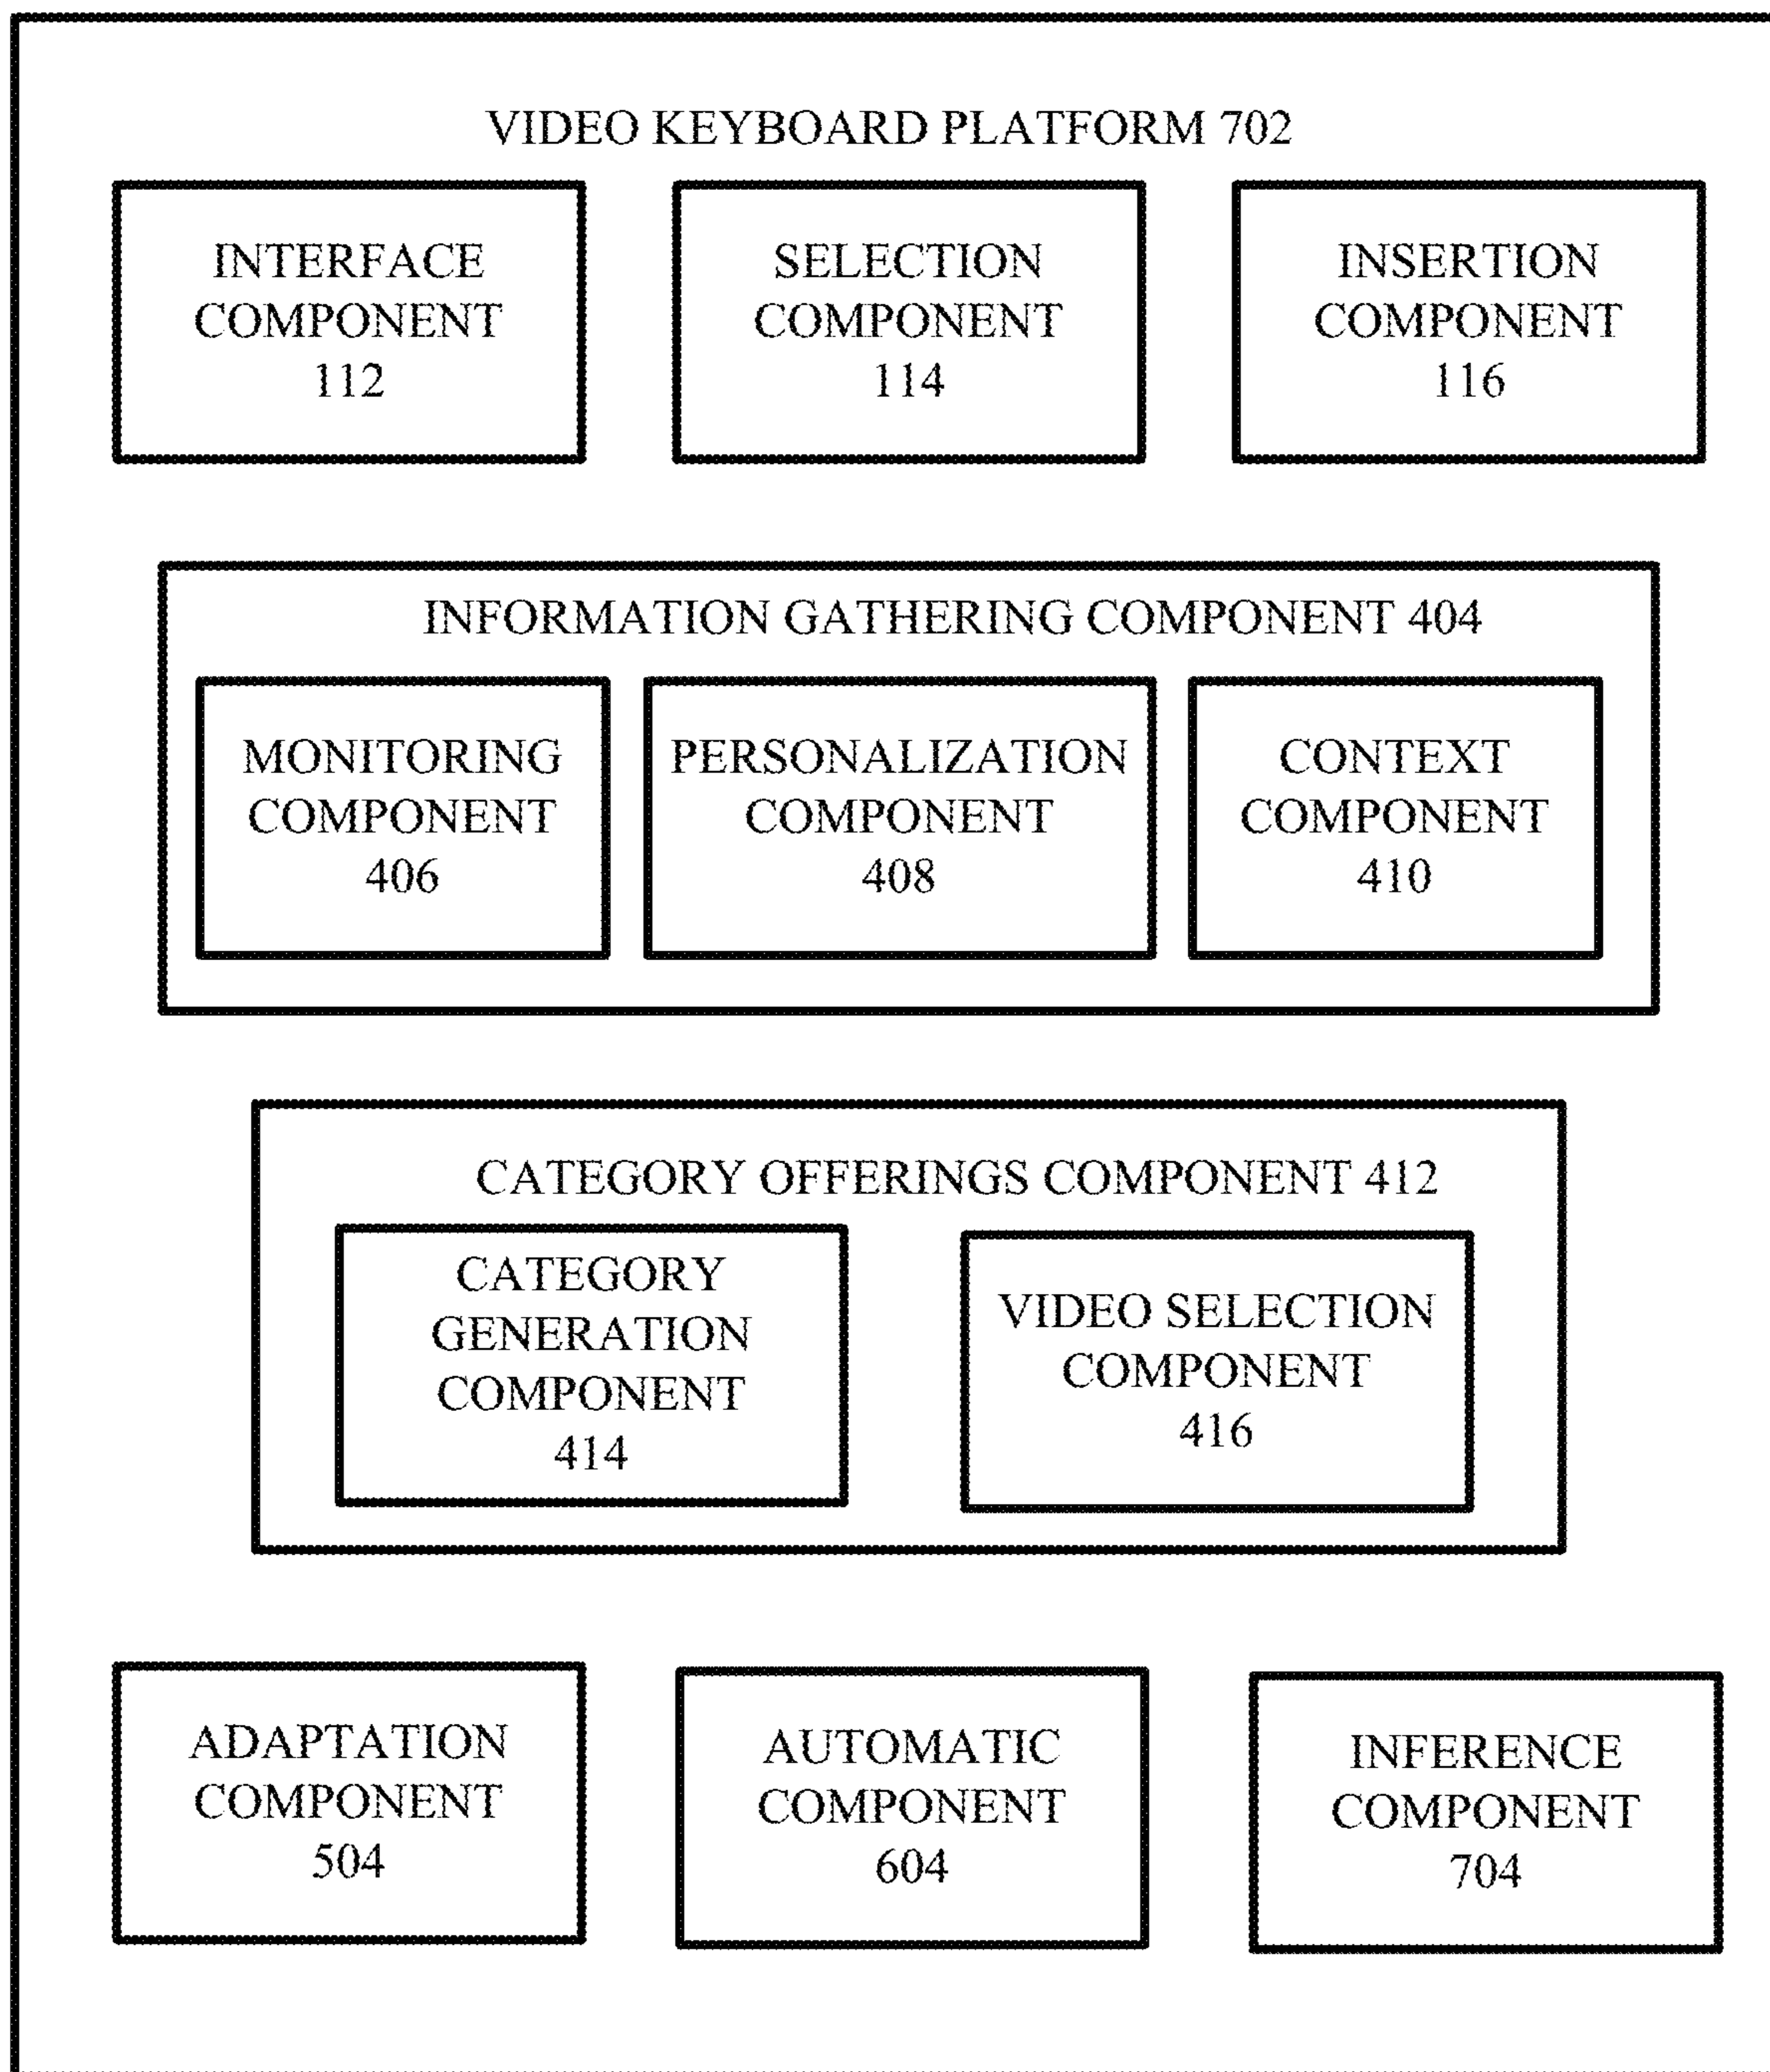 VIDEO KEYBOARD PLATFORM 702
INTERFACE
COMPONENT
112
SELECTION
COMPONENT
114
INSERTION
COMPONENT
116
INFORMATION GATHERING COMPONENT 404
MONITORING
COMPONENT
406
PERSONALIZATION
COMPONENT
408
CONTEXT
COMPONENT
410
CATEGORY OFFERINGS COMPONENT 412
CATEGORY
GENERATION
COMPONENT
414
VIDEO SELECTION
COMPONENT
416
ADAPTATION
COMPONENT
504
AUTOMATIC
COMPONENT
604
INFERENCE
COMPONENT
704